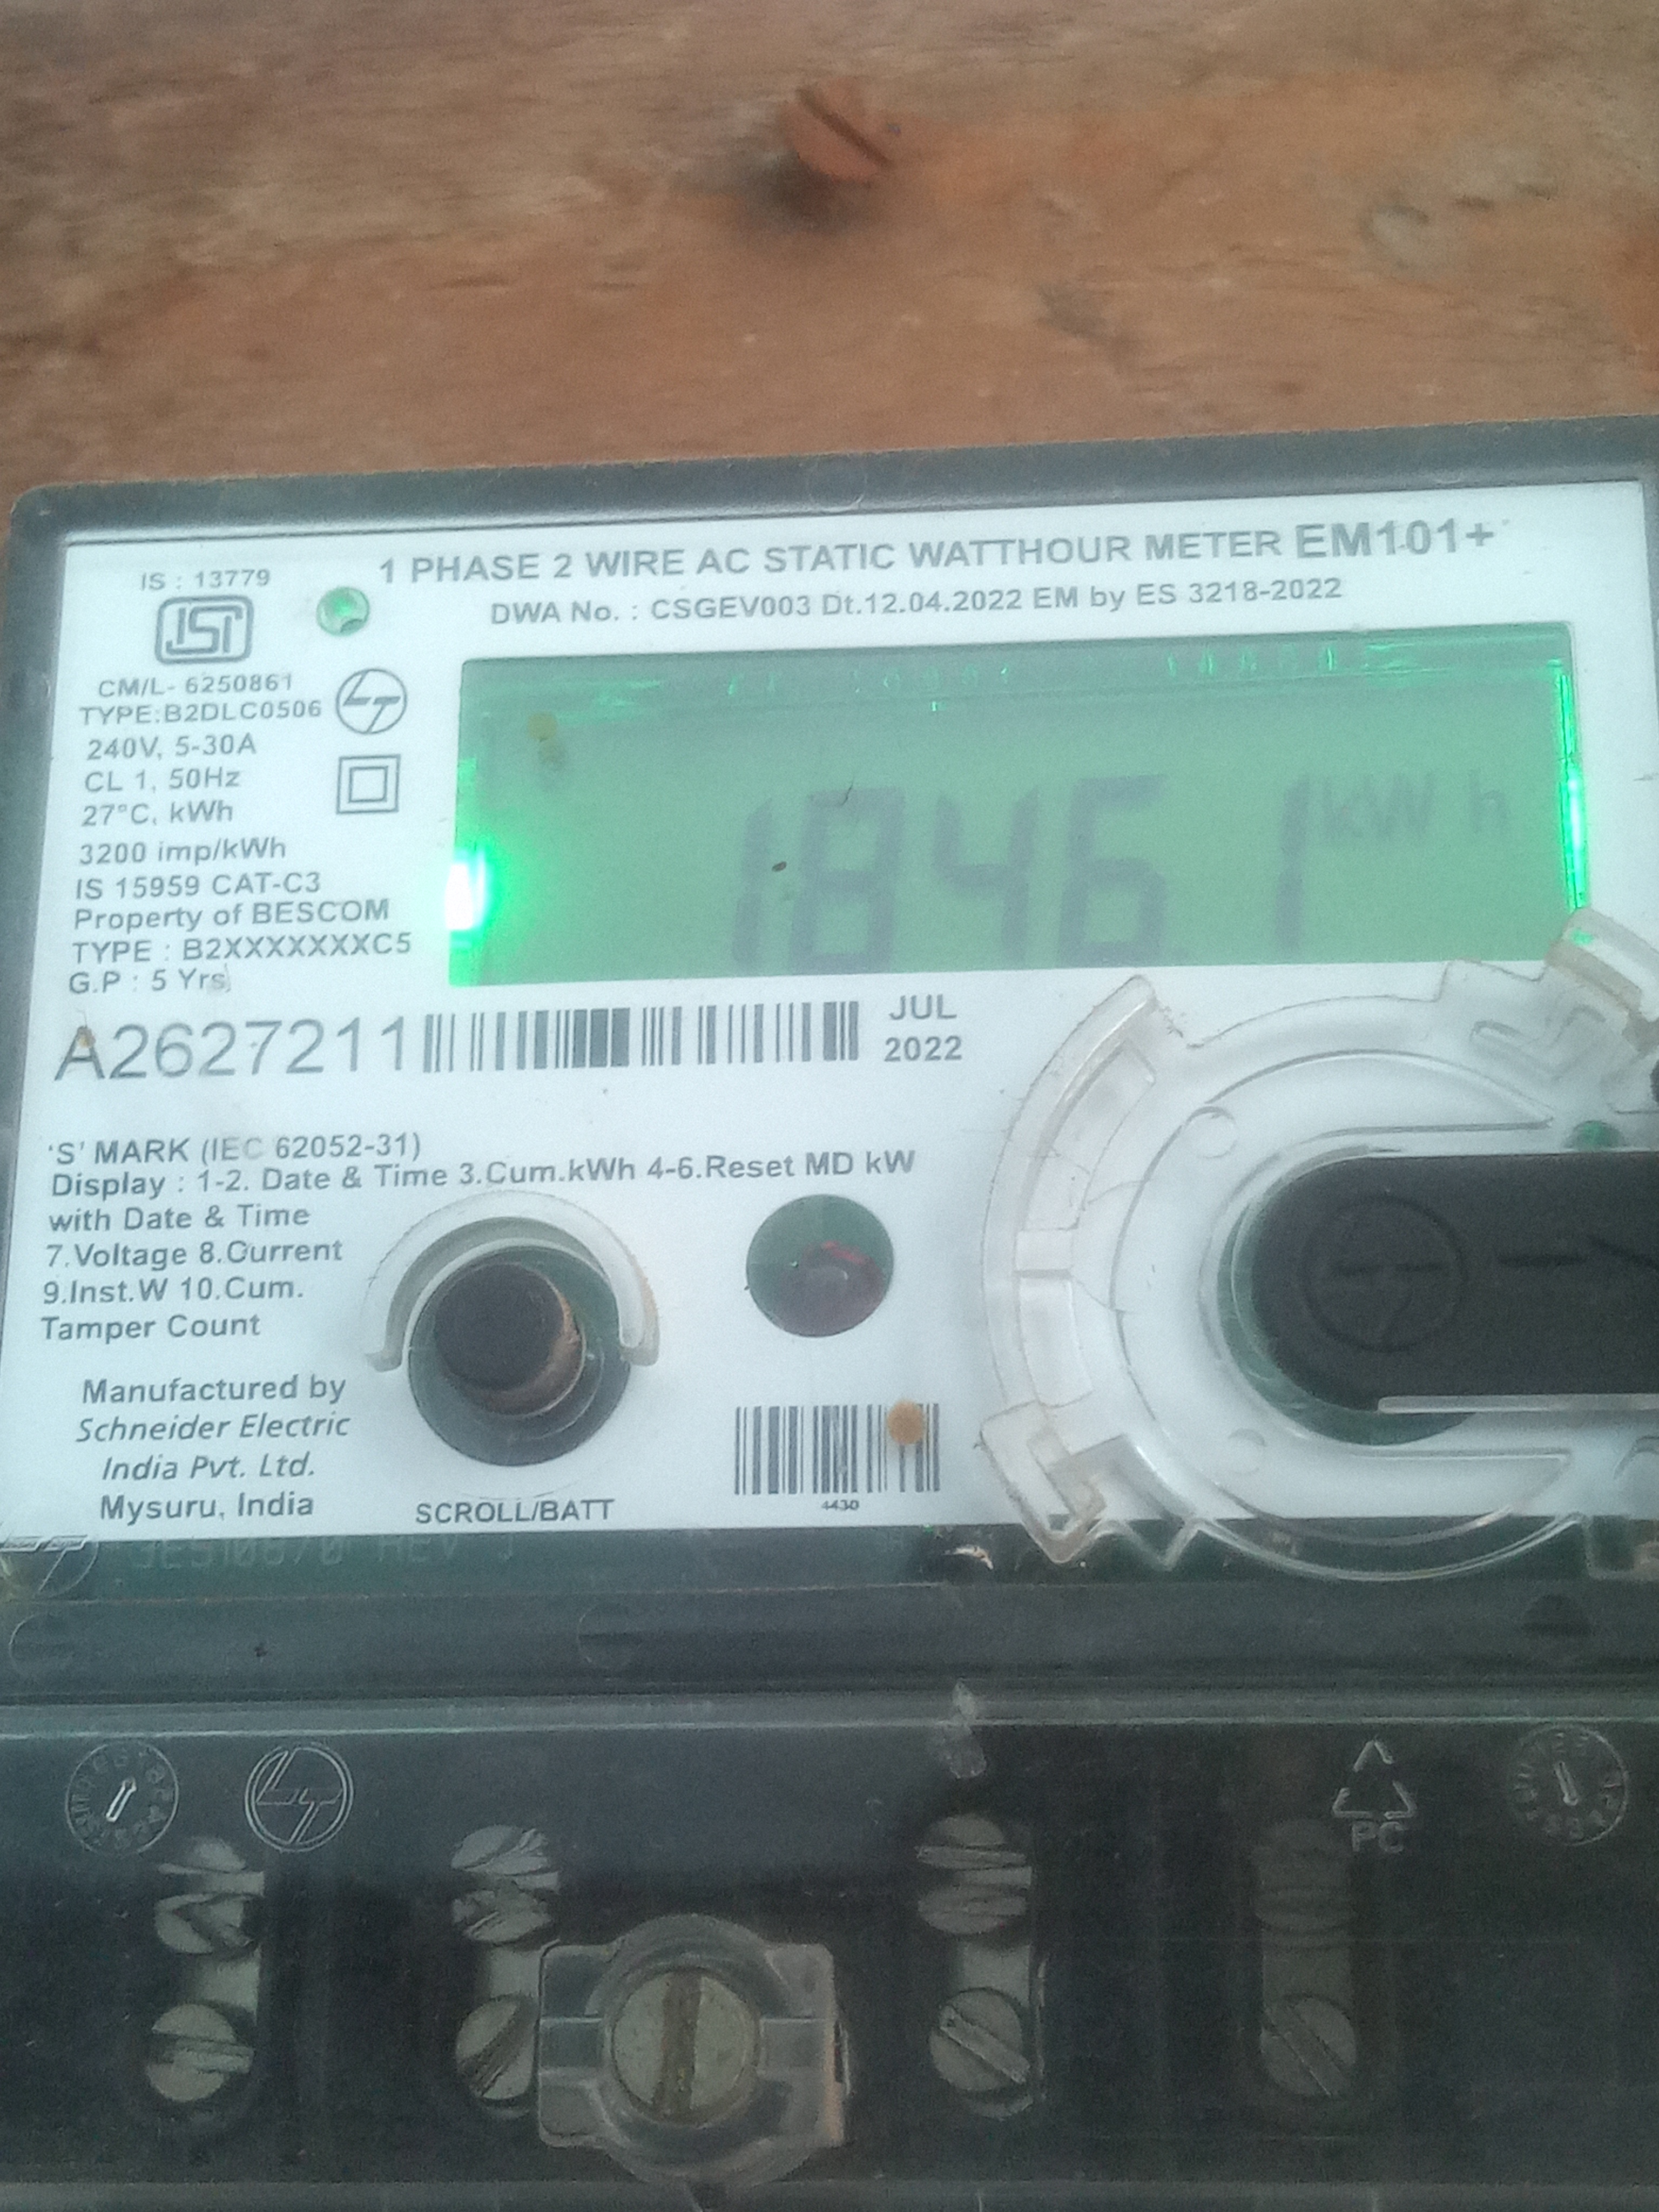 1 PHASE 2 WIRE AC STATIC WATTHOUR METER EM101+
DWA No. : CSGEV003 Dt.12.04.2022 EM by ES 3218-2022
IS : 13779
ISI
CM/L- 6250861
TYPE:B2DLC0506
240V, 5-30A
CL 1, 50Hz
27°C, kWh
3200 imp/kWh
IS 15959 CAT-C3
Property of BESCOM
TYPE : B2XXXXXXXC5
G.P : 5 Yrs
1846.1 kWh
A2627211
JUL
2022
'S' MARK (IEC 62052-31)
Display : 1-2. Date & Time 3.Cum.kWh 4-6.Reset MD kW
with Date & Time
7.Voltage 8.Current
9.Inst.W 10.Cum.
Tamper Count
Manufactured by
Schneider Electric
India Pvt. Ltd.
Mysuru, India
SCROLL/BATT
4430
PC